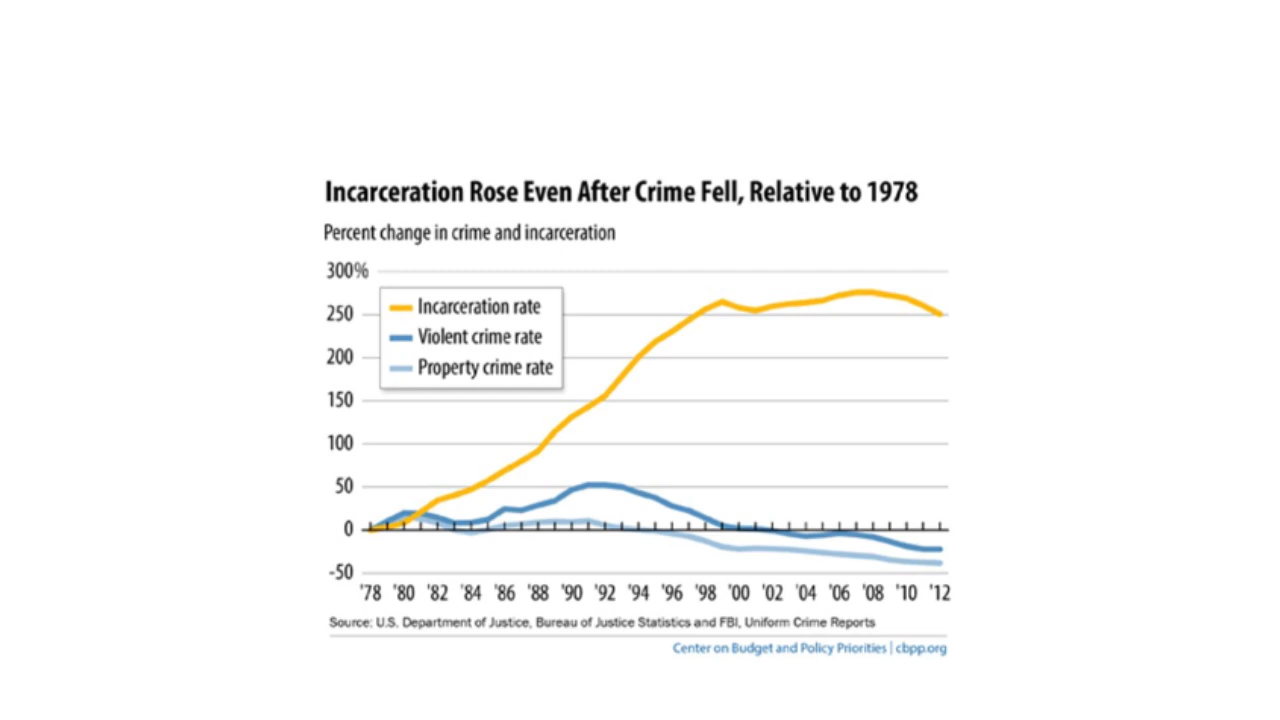 Incarceration Rose Even After Crime Fell, Relative to 1978
Percent change in crime and incarceration
300%
250
200
150
100
50
0
-50
Incarceration rate
Violent crime rate
Property crime rate
'78 '80 '82 '84 '86 '88 '90 '92 '94 '96 '98 '00 '02 '04 '06 '08 '10 '12
Source: U.S. Department of Justice, Bureau of Justice Statistics and FBI, Uniform Crime Reports
Center on Budget and Policy Priorities | cbpp.org